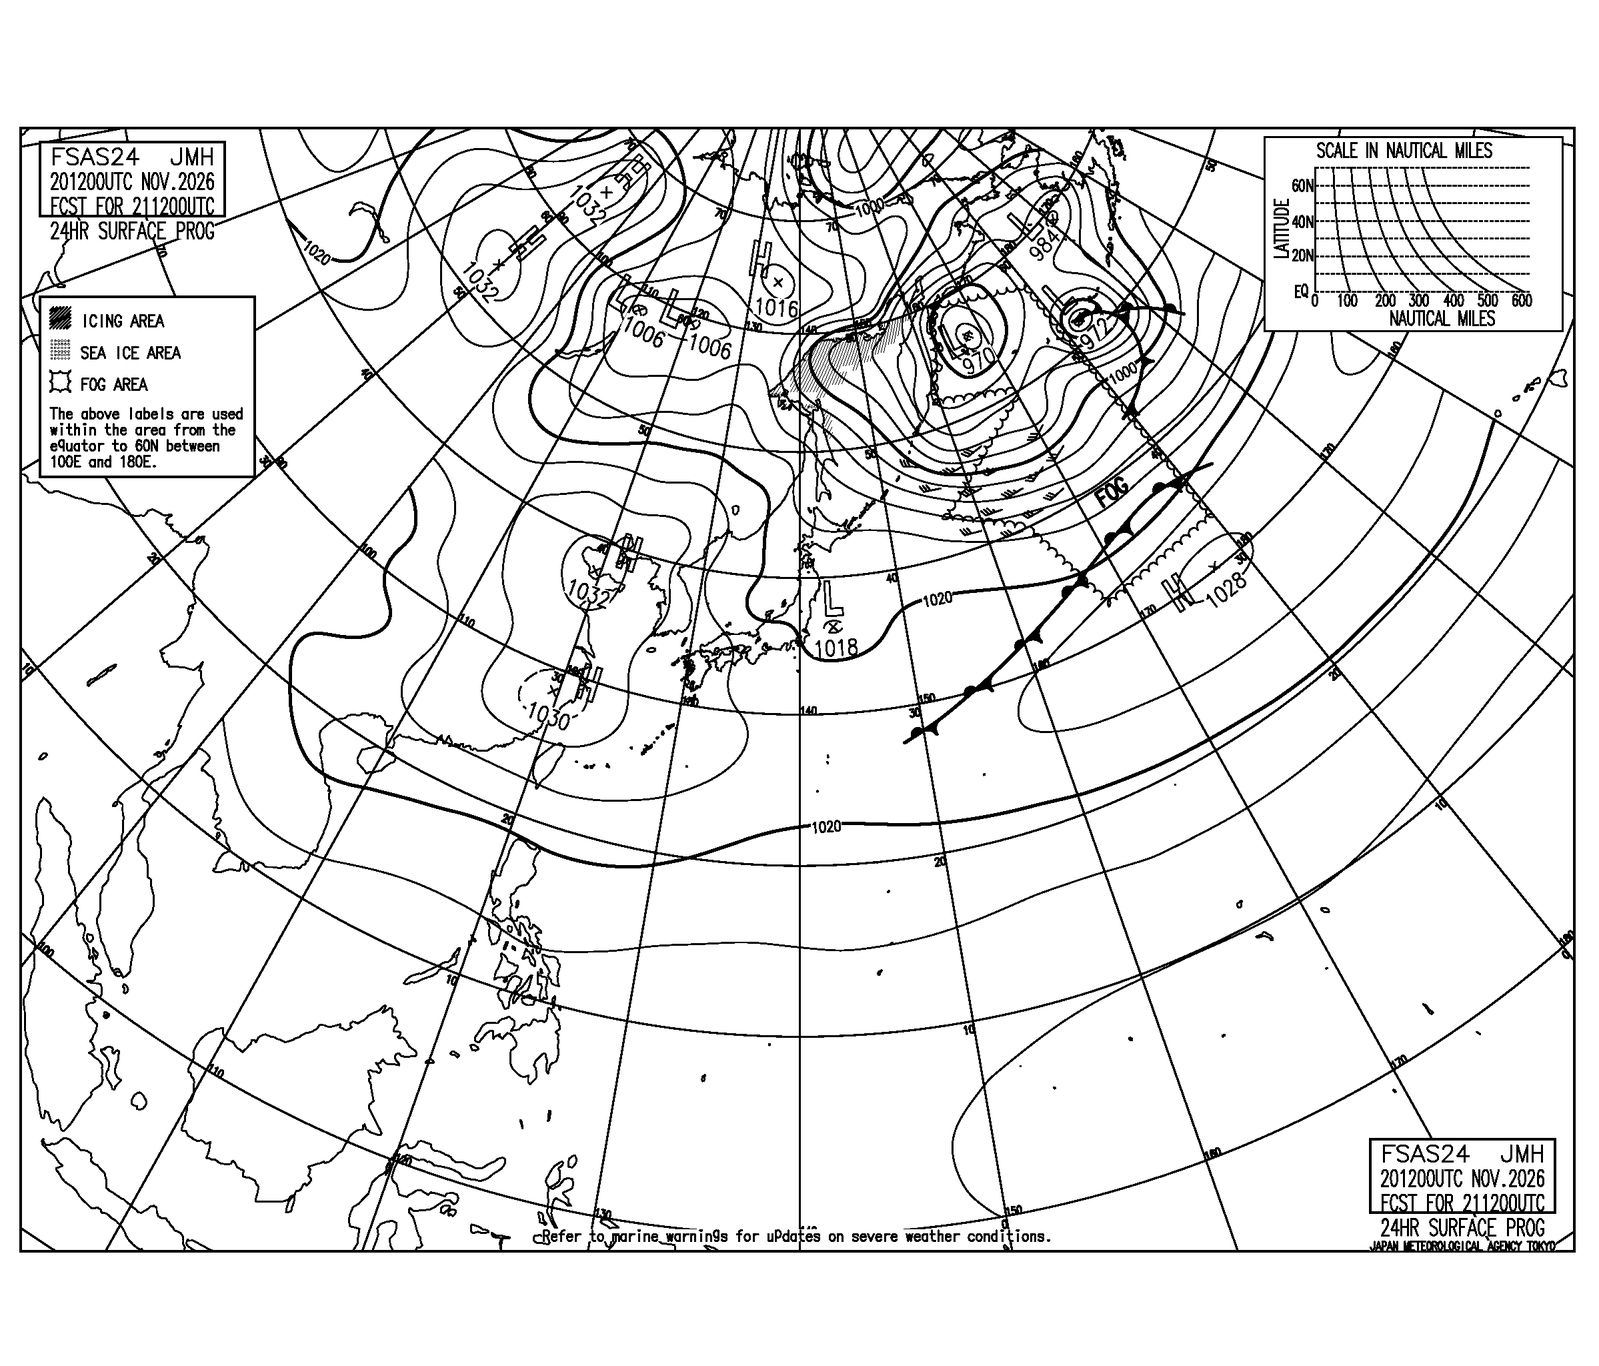 FSAS24 JMH
201200UTC NOV.2026
FCST FOR 211200UTC
24HR SURFACE PROG
ICING AREA
SEA ICE AREA
FOG AREA
The above labels are used
within the area from the
equator to 60N between
100E and 180E.
SCALE IN NAUTICAL MILES
LATITUDE
60N
40N
20N
EQ
0 100 200 300 400 500 600
NAUTICAL MILES
1020
H
1032
H
1032
L
1006
L
1006
H
1016
1000
L
984
L
970
L
972
1000
FOG
H
1032
H
1030
L
1018
1020
H
1028
1020
Refer to marine warnings for updates on severe weather conditions.
FSAS24 JMH
201200UTC NOV.2026
FCST FOR 211200UTC
24HR SURFACE PROG
JAPAN METEOROLOGICAL AGENCY TOKYO